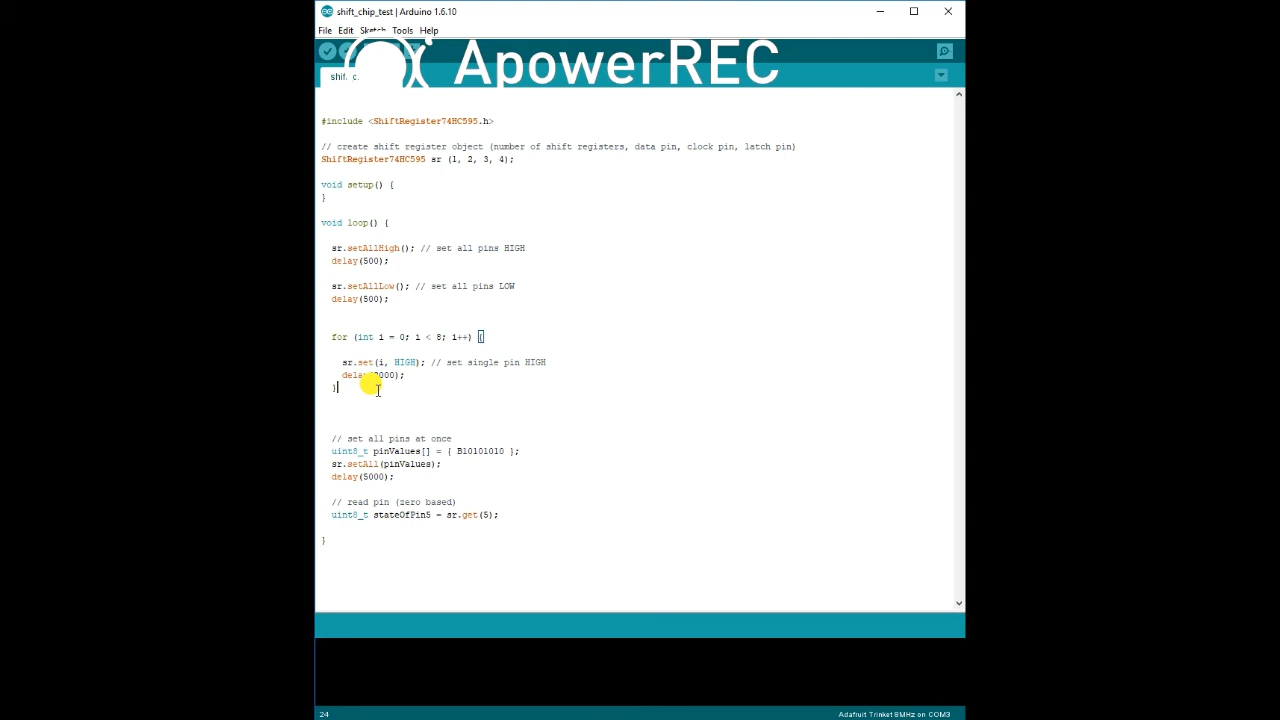 shift_chip_test | Arduino 1.6.10
File Edit Sketch Tools Help
ApowerREC
#include <ShiftRegister74HC595.h>
// create shift register object (number of shift registers, data pin, clock pin, latch pin)
ShiftRegister74HC595 sr (1, 2, 3, 4);
void setup() {
}
void loop() {
sr.setAllHigh(); // set all pins HIGH
delay(500);
sr.setAllLow(); // set all pins LOW
delay(500);
for (int i = 0; i < 8; i++) {
sr.set(i, HIGH); // set single pin HIGH
}
// set all pins at once
uint8_t pinValues[] = { B10101010 };
sr.setAll(pinValues);
delay(5000);
// read pin (zero based)
uint8_t stateOfPin5 = sr.get(5);
}
24
Adafruit Trinket 8MHz on COM3